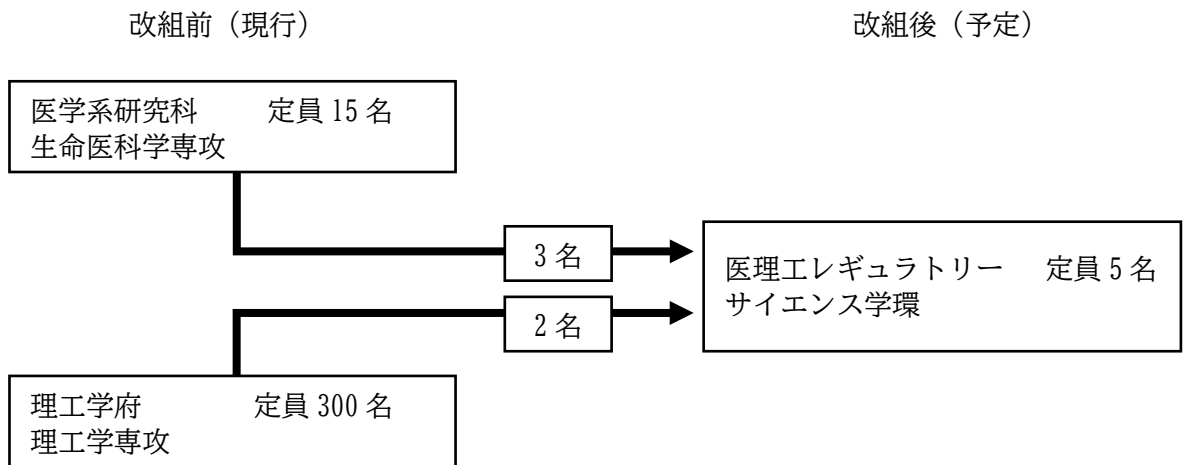 改組前（現行）
改組後（予定）
医学系研究科　定員 15 名
生命医科学専攻
3 名
医理工レギュラトリー　定員 5 名
サイエンス学環
2 名
理工学府　定員 300 名
理工学専攻